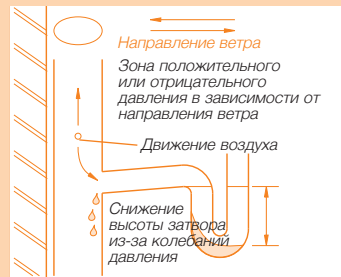 Направление ветра
Зона положительного
или отрицательного
давления в зависимости от
направления ветра
Движение воздуха
Снижение
высоты затвора
из-за колебаний
давления